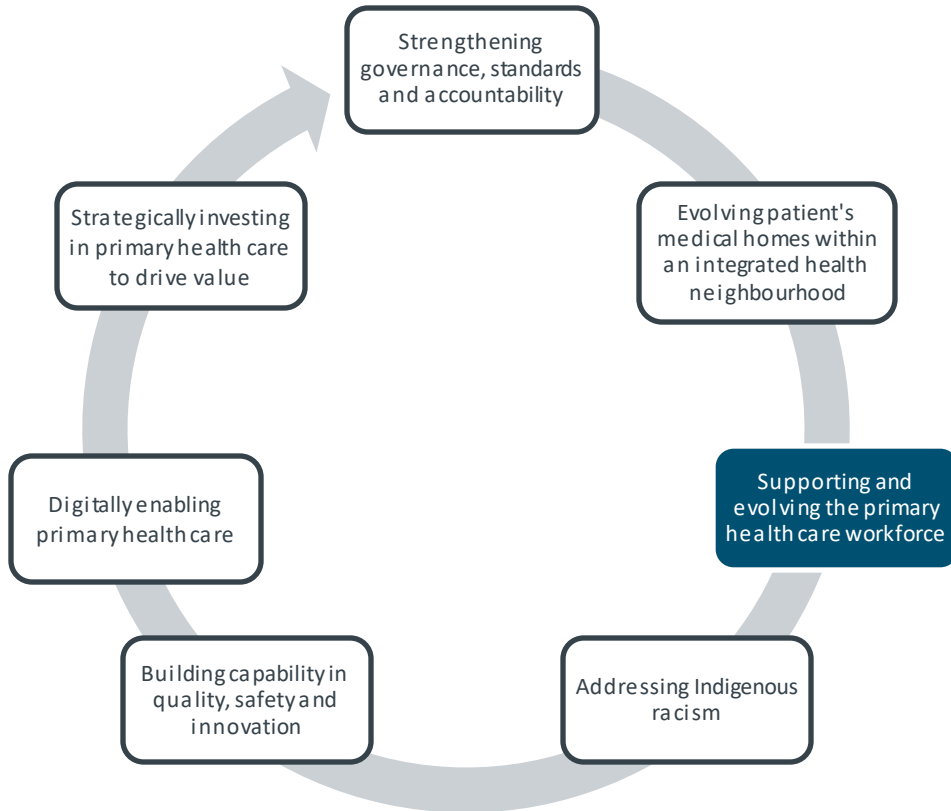 Strengthening
governance, standards
and accountability
Evolving patient's
medical homes within
an integrated health
neighbourhood
Supporting and
evolving the primary
health care workforce
Addressing Indigenous
racism
Building capability in
quality, safety and
innovation
Digitally enabling
primary health care
Strategically investing
in primary health care
to drive value